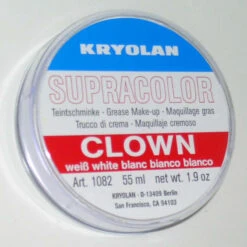 KRYOLAN
SUPRACOLOR
Teintschminke - Grease Make-up - Maquillage gras
Trucco di crema - Maquillaje cremoso
CLOWN
weiß white blanc bianco blanco
Art. 1082 55 ml net wt. 1.9 oz
KRYOLAN - D-13409 Berlin
San Francisco, CA 94103